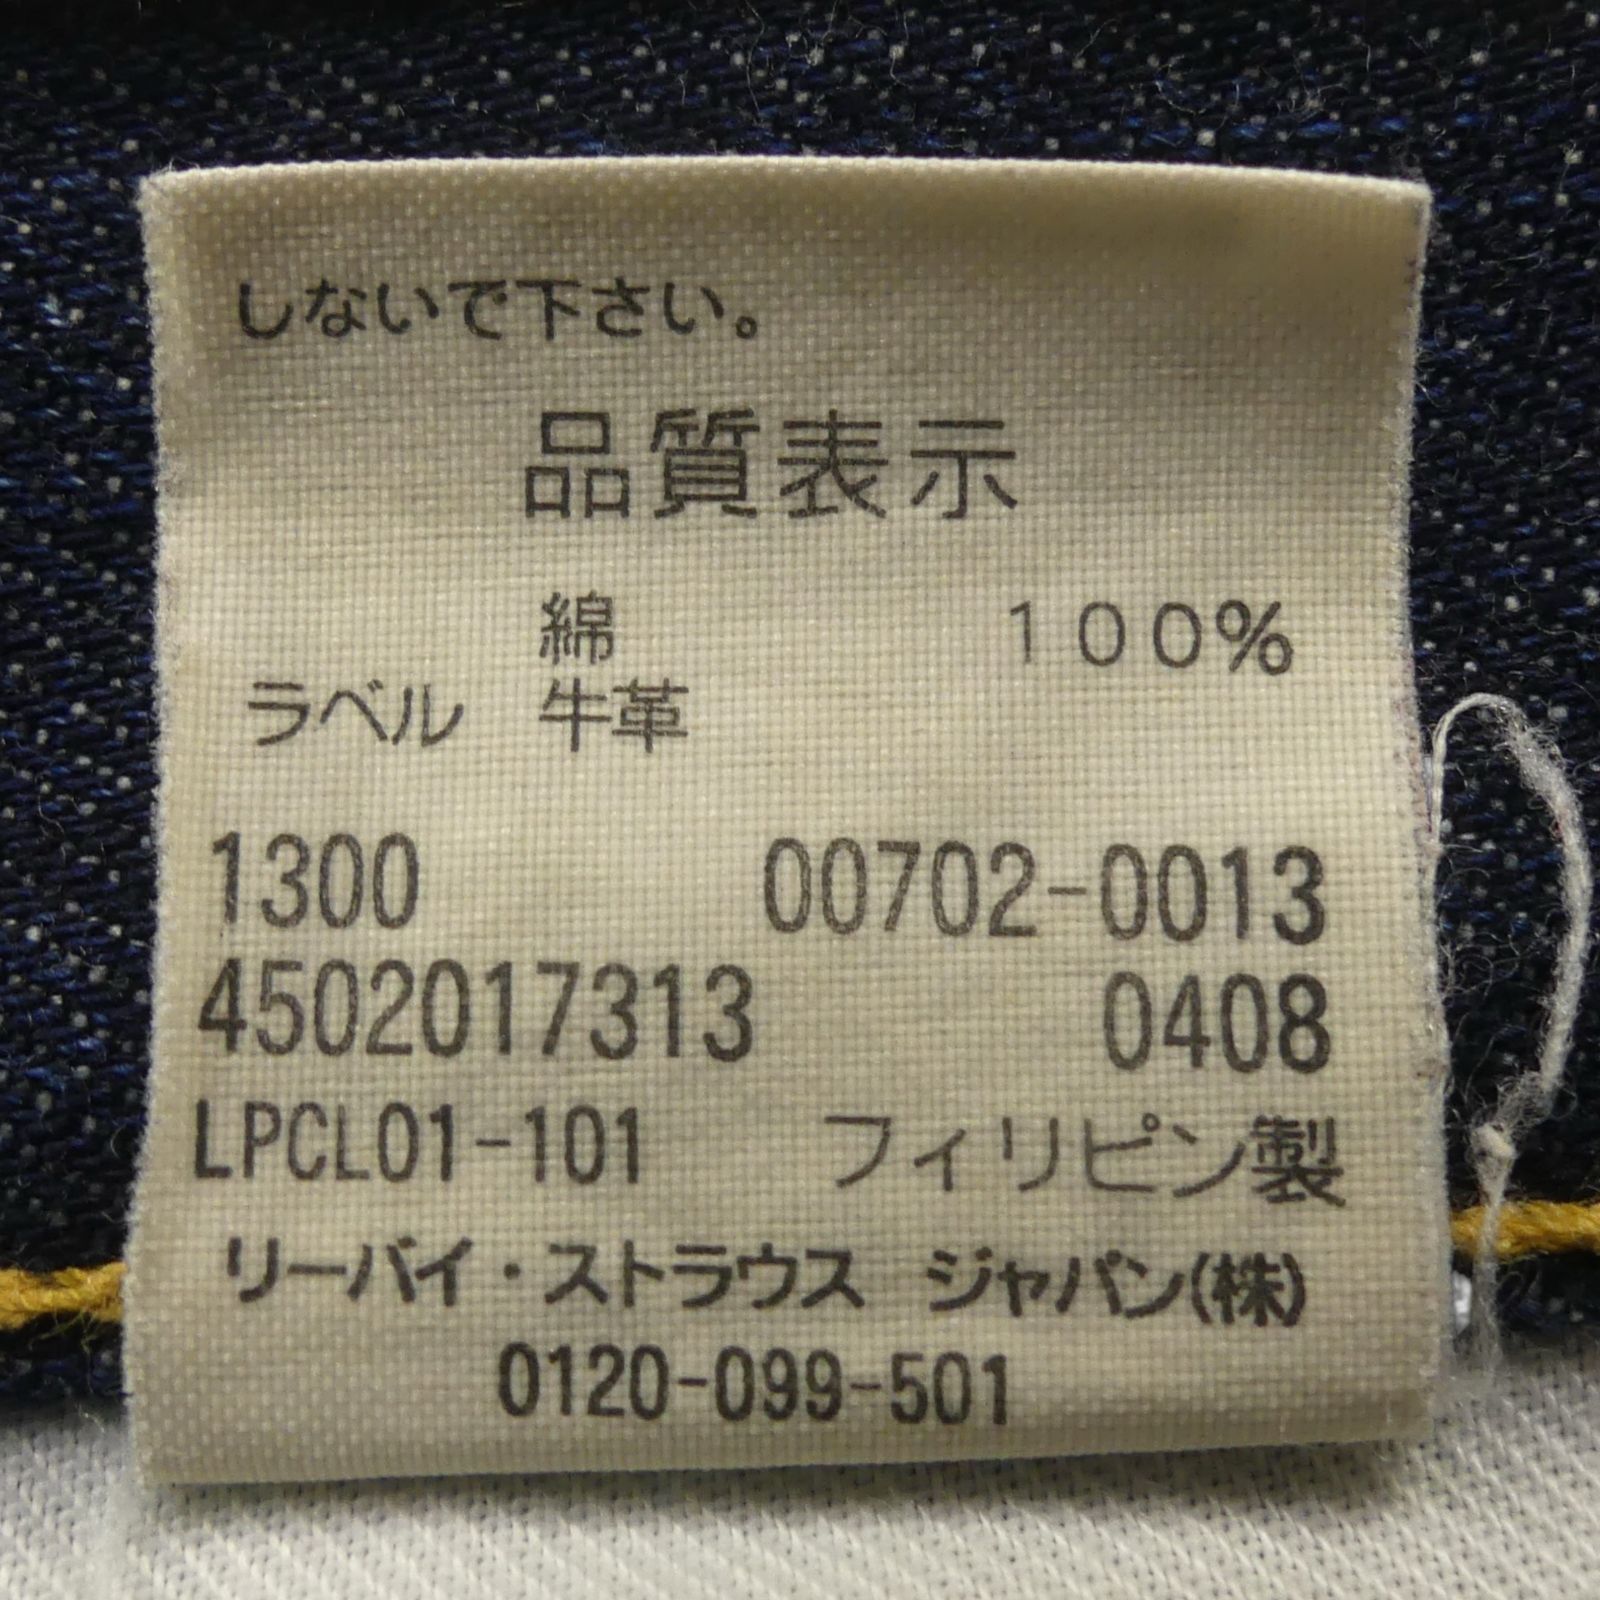 しないで下さい。
品質表示
綿 100%
ラベル 牛革
1300 00702-0013
4502017313 0408
LPCL01-101 フィリピン製
リーバイ・ストラウス ジャパン(株)
0120-099-501